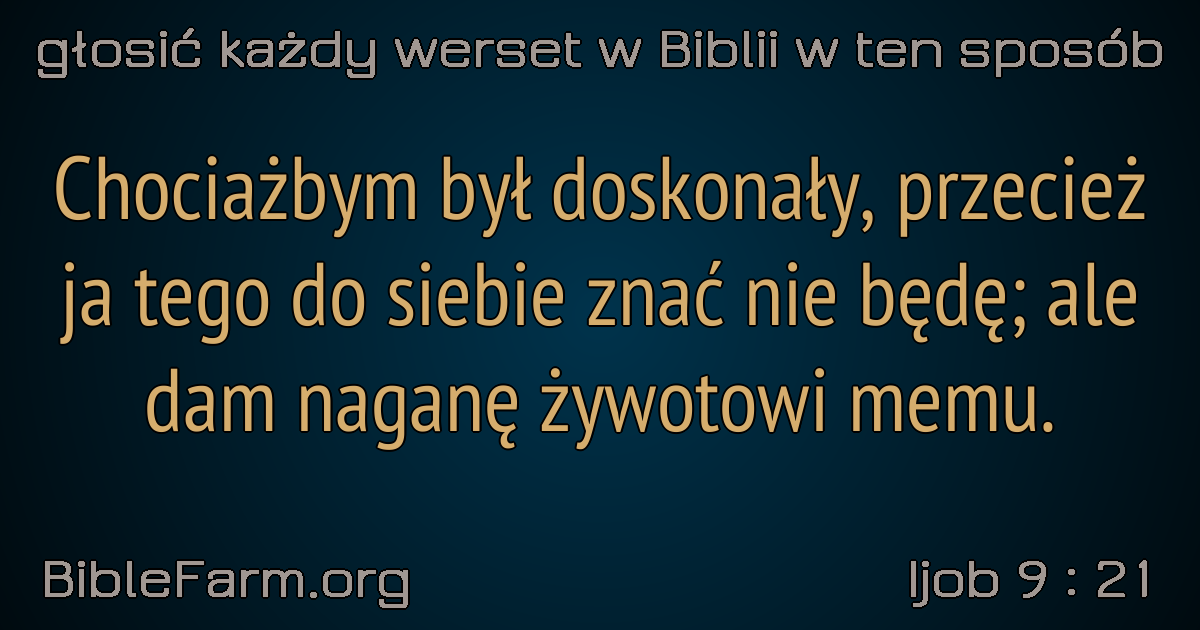 głosić każdy werset w Biblii w ten sposób
Chociażbym był doskonały, przecież
ja tego do siebie znać nie będę; ale
dam naganę żywotowi memu.
BibleFarm.org
Ijob 9 : 21